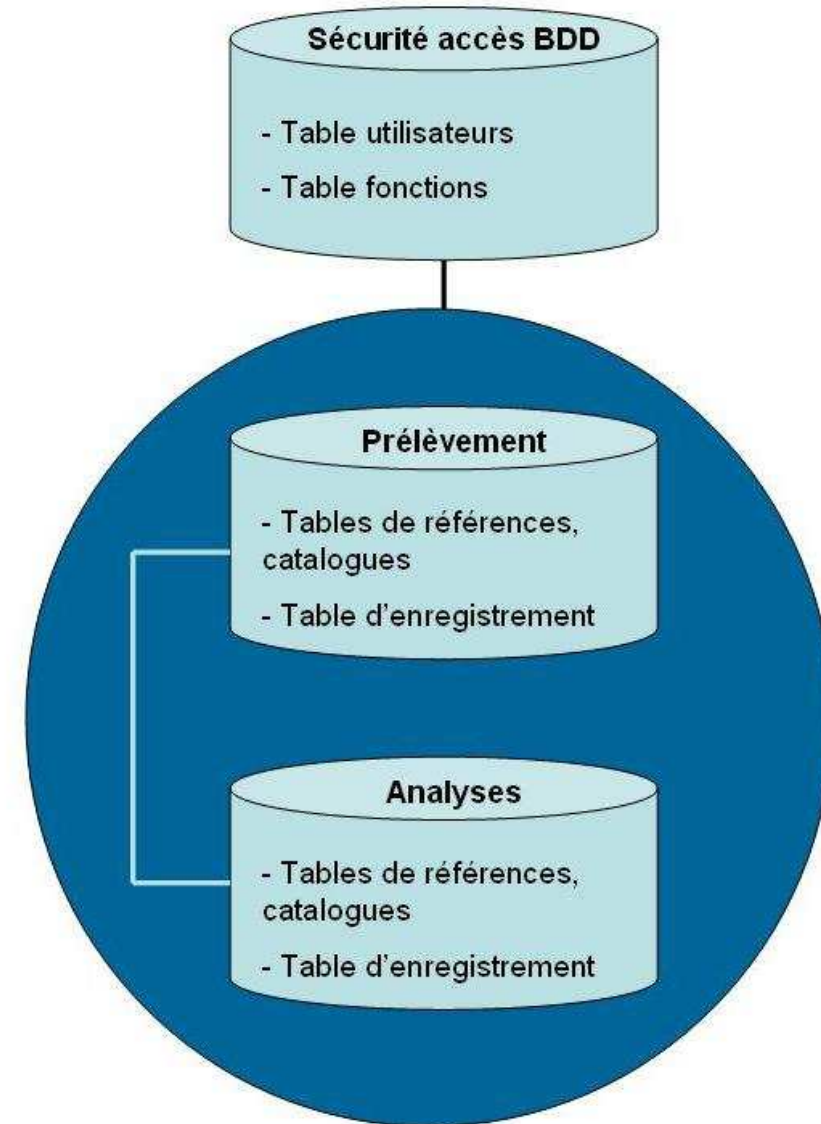 Sécurité accès BDD
- Table utilisateurs
- Table fonctions
Prélèvement
- Tables de références,
catalogues
- Table d'enregistrement
Analyses
- Tables de références,
catalogues
- Table d'enregistrement